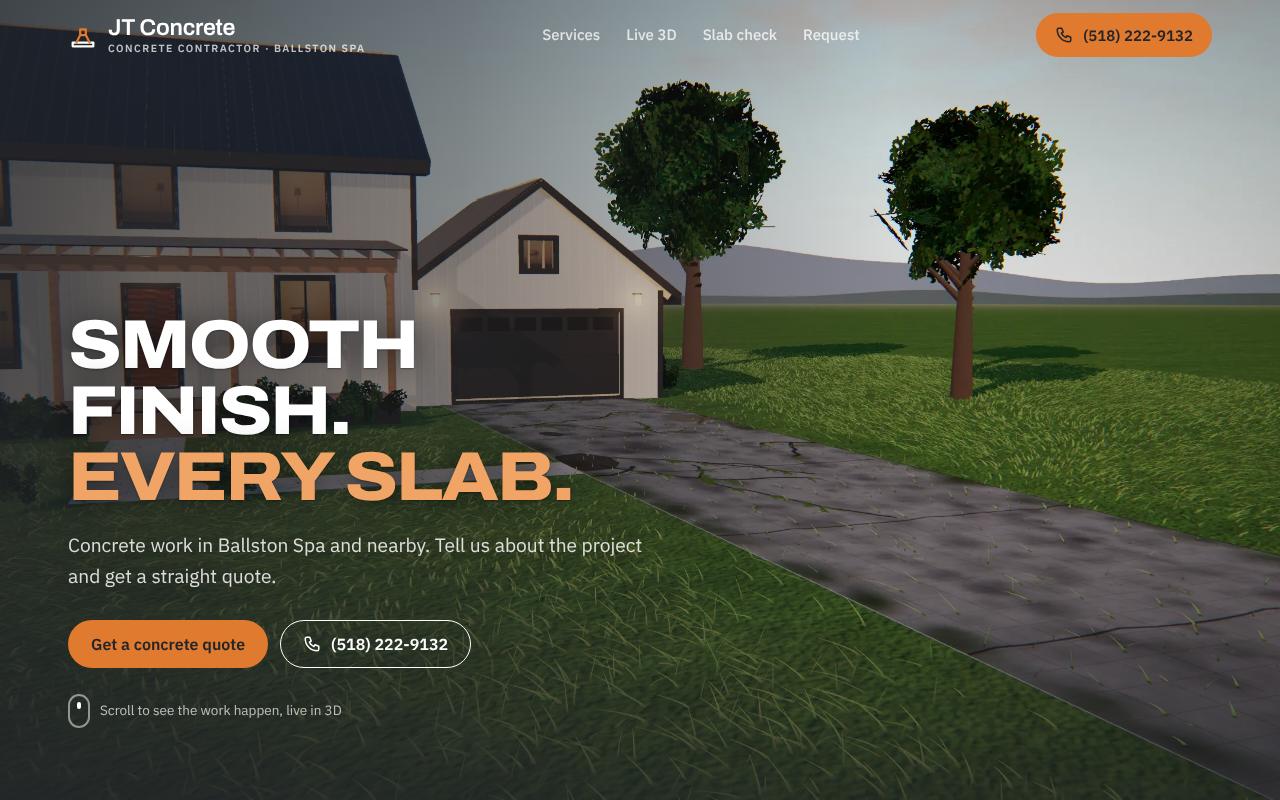 JT Concrete
CONCRETE CONTRACTOR · BALLSTON SPA
Services
Live 3D
Slab check
Request
(518) 222-9132
SMOOTH
FINISH.
EVERY SLAB.
Concrete work in Ballston Spa and nearby. Tell us about the project
and get a straight quote.
Get a concrete quote
(518) 222-9132
Scroll to see the work happen, live in 3D